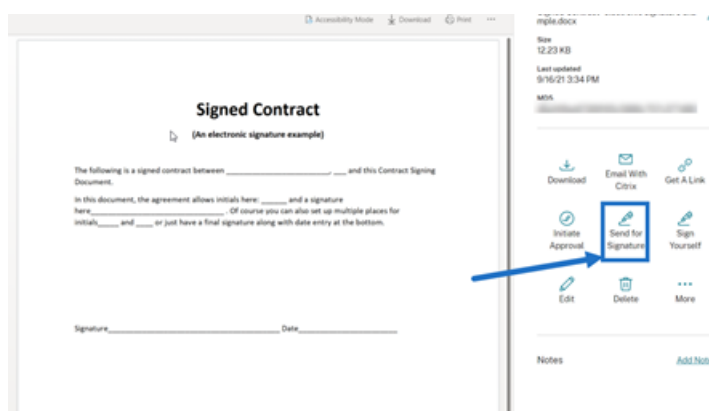 Accessibility Mode Download Print ...
Signed Contract
(An electronic signature example)
The following is a signed contract between ____________________, ___ and this Contract Signing
Document.
In this document, the agreement allows initials here: ______ and a signature
here__________________________. Of course you can also set up multiple places for
initials_____ and ____ or just have a final signature along with date entry at the bottom.
Signature__________________________________ Date____________________
mple.docx
Size
12.23 KB
Last updated
9/16/21 3:34 PM
MD5
Download
Email With
Citrix
Get A Link
Initiate
Approval
Send for
Signature
Sign
Yourself
Edit
Delete
More
Notes
Add Not